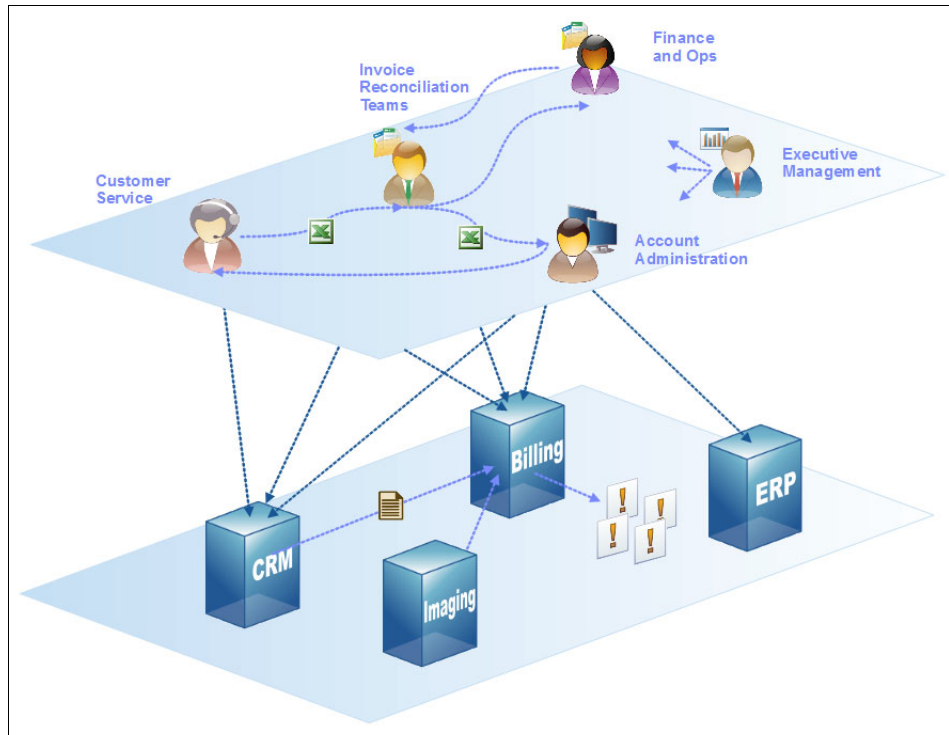 Finance
and Ops
Invoice
Reconciliation
Teams
Executive
Management
Customer
Service
Account
Administration
Billing
ERP
CRM
Imaging